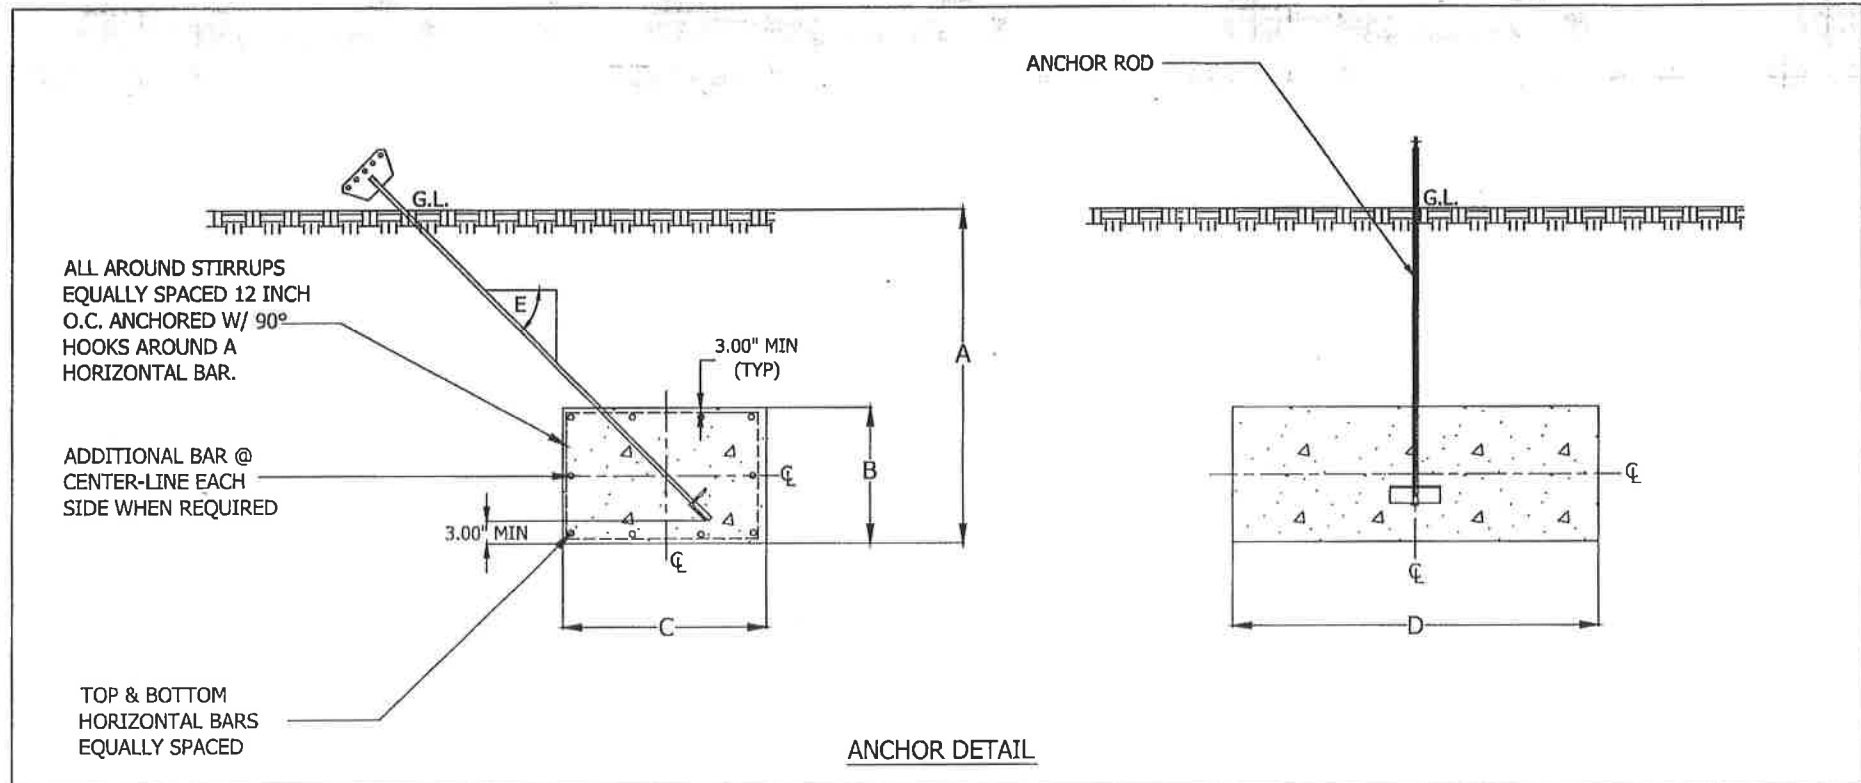 ANCHOR ROD
G.L.
G.L.
ALL AROUND STIRRUPS
EQUALLY SPACED 12 INCH
O.C. ANCHORED W/ 90°
HOOKS AROUND A
HORIZONTAL BAR.
E
3.00" MIN
(TYP)
A
ADDITIONAL BAR @
CENTER-LINE EACH
SIDE WHEN REQUIRED
℄
B
℄
3.00" MIN
℄
℄
C
D
TOP & BOTTOM
HORIZONTAL BARS
EQUALLY SPACED
ANCHOR DETAIL